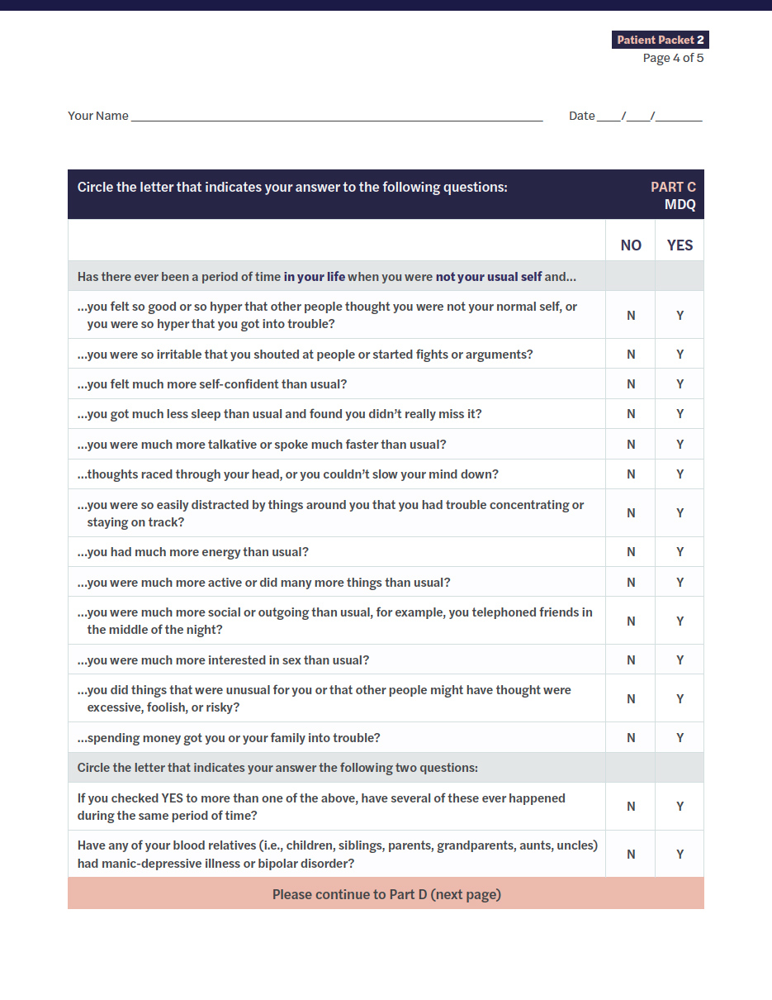 Patient Packet 2
Page 4 of 5
Your Name ______ Date ____/____/________
Circle the letter that indicates your answer to the following questions: PART C
MDQ
NO YES
Has there ever been a period of time in your life when you were not your usual self and...
...you felt so good or so hyper that other people thought you were not your normal self, or
you were so hyper that you got into trouble?
N Y
...you were so irritable that you shouted at people or started fights or arguments? N Y
...you felt much more self-confident than usual? N Y
...you got much less sleep than usual and found you didn’t really miss it? N Y
...you were much more talkative or spoke much faster than usual? N Y
...thoughts raced through your head, or you couldn’t slow your mind down? N Y
...you were so easily distracted by things around you that you had trouble concentrating or
staying on track?
N Y
...you had much more energy than usual? N Y
...you were much more active or did many more things than usual? N Y
...you were much more social or outgoing than usual, for example, you telephoned friends in
the middle of the night?
N Y
...you were much more interested in sex than usual? N Y
...you did things that were unusual for you or that other people might have thought were
excessive, foolish, or risky?
N Y
...spending money got you or your family into trouble? N Y
Circle the letter that indicates your answer the following two questions:
If you checked YES to more than one of the above, have several of these ever happened
during the same period of time?
N Y
Have any of your blood relatives (i.e., children, siblings, parents, grandparents, aunts, uncles)
had manic-depressive illness or bipolar disorder?
N Y
Please continue to Part D (next page)